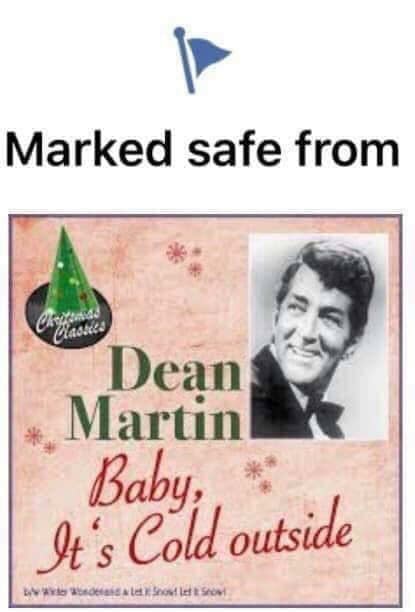 Marked safe from
Christmas
Classics
Dean
Martin
Baby,
It's Cold outside
b/w Winter Wonderland & Let It Snow! Let It Snow!